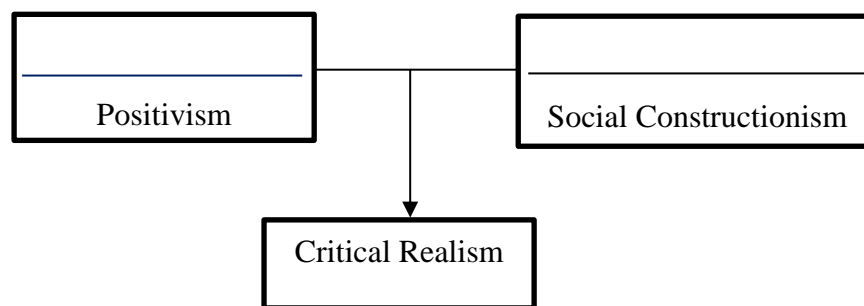 Positivism
Social Constructionism
Critical Realism